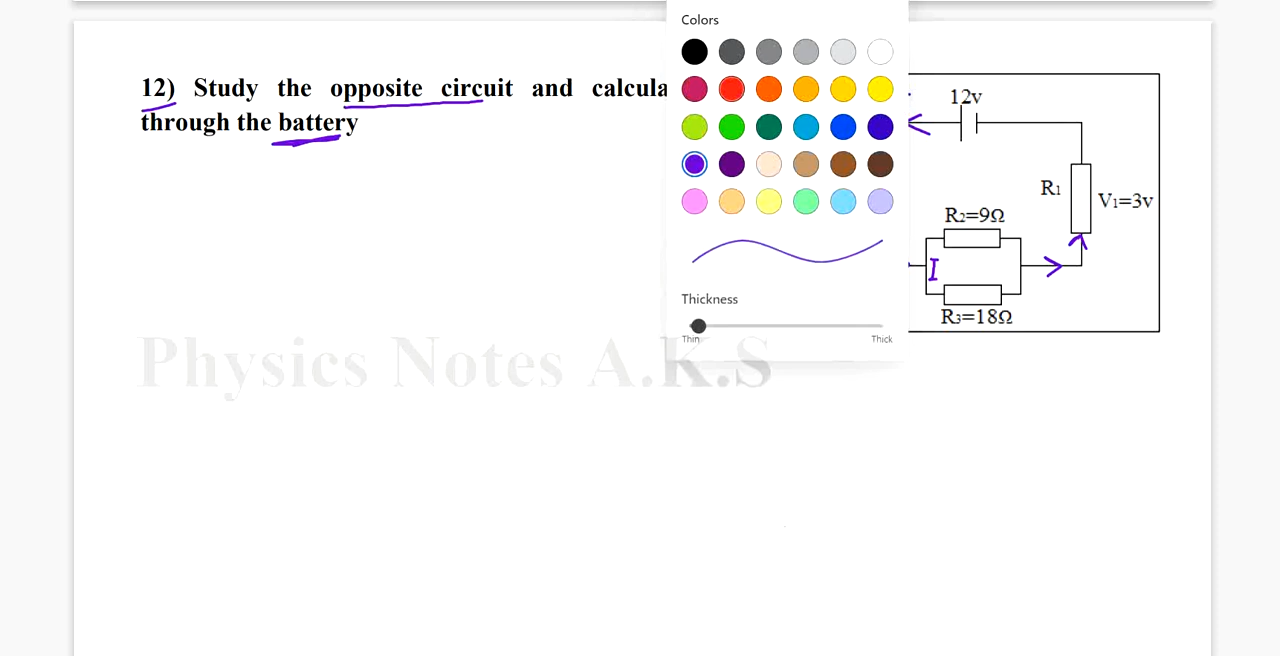 Colors
12) Study the opposite circuit and calcula
through the battery
12v
R1
V1=3v
R2=9Ω
I
R3=18Ω
Thickness
Thin
Thick
Physics Notes A.K.S